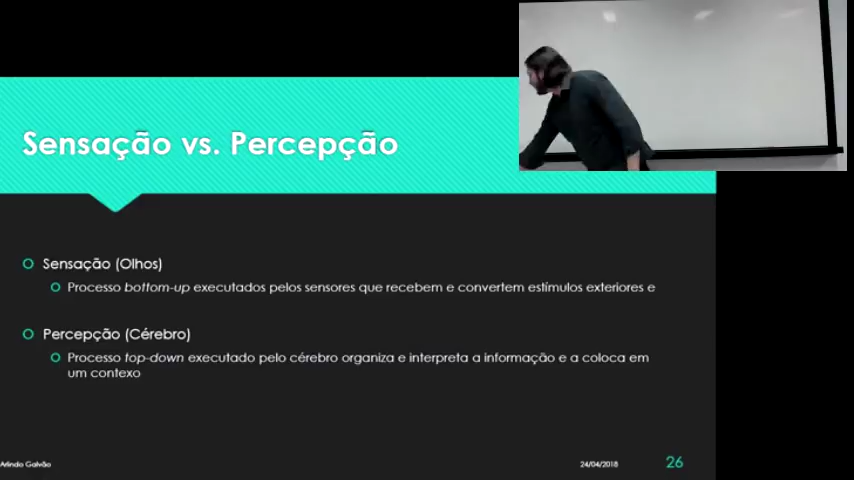 Sensação vs. Percepção
Sensação (Olhos)
Processo bottom-up executados pelos sensores que recebem e convertem estímulos exteriores e
Percepção (Cérebro)
Processo top-down executado pelo cérebro organiza e interpreta a informação e a coloca em
um contexo
Arlindo Galvão
24/04/2018
26